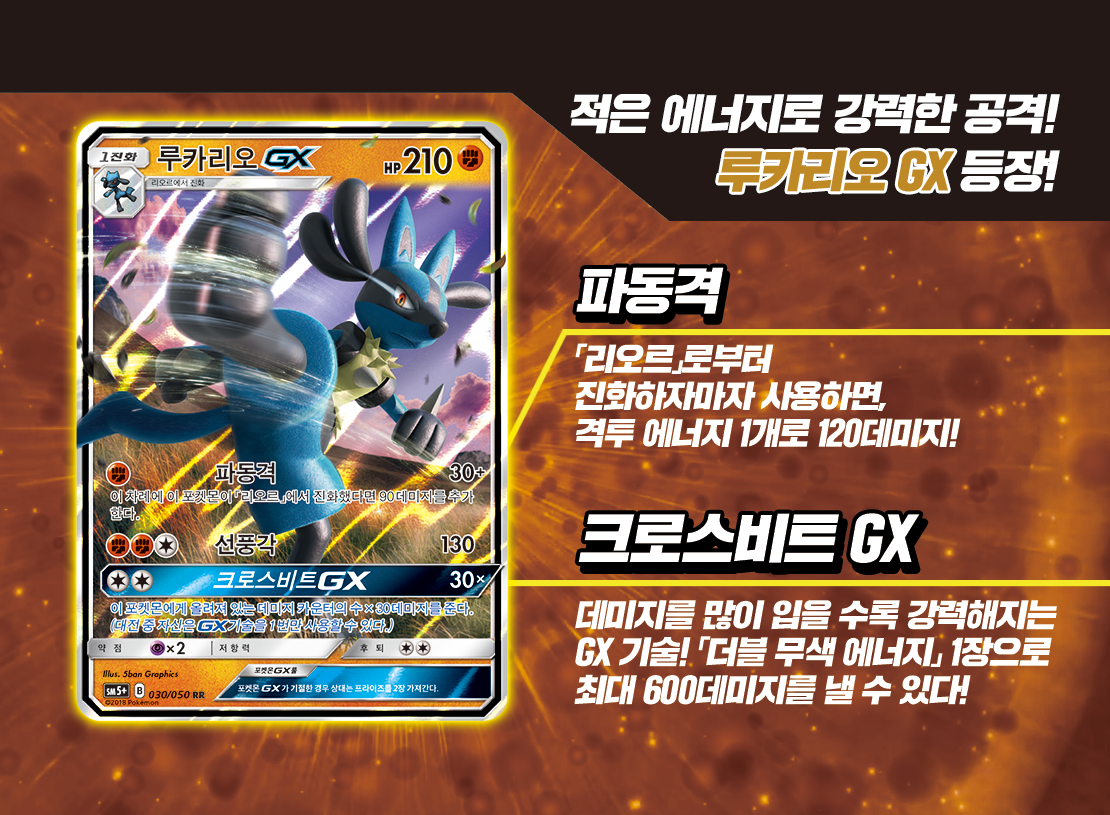 적은 에너지로 강력한 공격!
루카리오 GX 등장!
1진화
루카리오 GX
HP 210
리오르에서 진화
파동격 30+
이 차례에 이 포켓몬이 「리오르」에서 진화했다면 90데미지를 추가
한다.
선풍각 130
크로스비트GX 30×
이 포켓몬에게 올려져 있는 데미지 카운터의 수 × 30데미지를 준다.
(대전 중 자신은 GX기술을 1번만 사용할 수 있다.)
약점 ×2 저항력 후퇴
포켓몬GX룰
포켓몬GX가 기절한 경우 상대는 프라이즈를 2장 가져간다.
Illus. 5ban Graphics
SM5+ B 030/050 RR
©2018 Pokémon
파동격
「리오르」로부터
진화하자마자 사용하면,
격투 에너지 1개로 120데미지!
크로스비트 GX
데미지를 많이 입을 수록 강력해지는
GX 기술! 「더블 무색 에너지」 1장으로
최대 600데미지를 낼 수 있다!